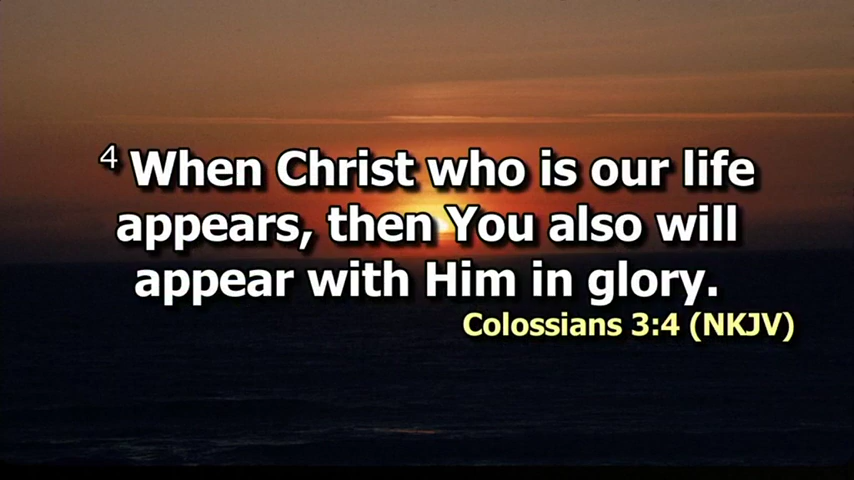 4 When Christ who is our life
appears, then You also will
appear with Him in glory.
Colossians 3:4 (NKJV)